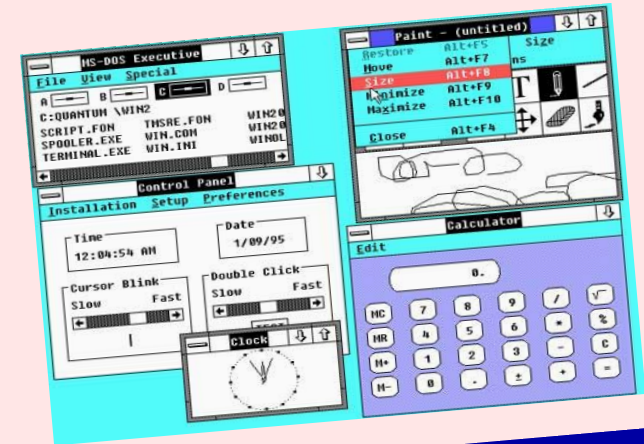 MS-DOS Executive
File View Special
A B C D
C:QUANTUM \WIN2
SCRIPT.FON TMSRE.FON WIN20
SPOOLER.EXE WIN.COM WIN20
TERMINAL.EXE WIN.INI WINOL
Control Panel
Installation Setup Preferences
Time
12:04:54 AM
Date
1/09/95
Cursor Blink
Slow Fast
Double Click
Slow Fast
Clock
Paint - (untitled)
Size
Restore Alt+F5
Move Alt+F7
Size Alt+F8
Minimize Alt+F9
Maximize Alt+F10
Close Alt+F4
ns
T
Calculator
Edit
0.
MC 7 8 9 / √
MR 4 5 6 * %
M+ 1 2 3 - C
M- 0 . ± + =